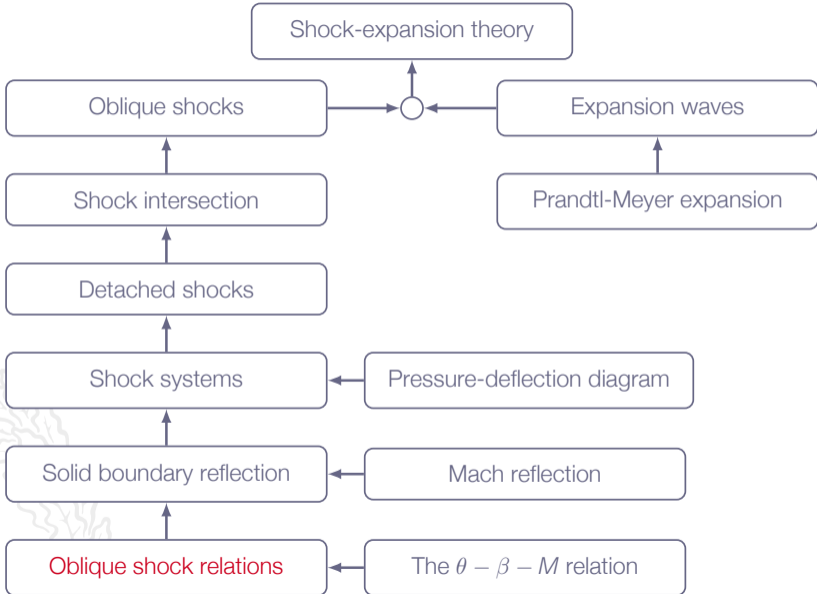 Shock-expansion theory
Oblique shocks
Expansion waves
Shock intersection
Prandtl-Meyer expansion
Detached shocks
Shock systems
Pressure-deflection diagram
Solid boundary reflection
Mach reflection
Oblique shock relations
The θ − β − M relation